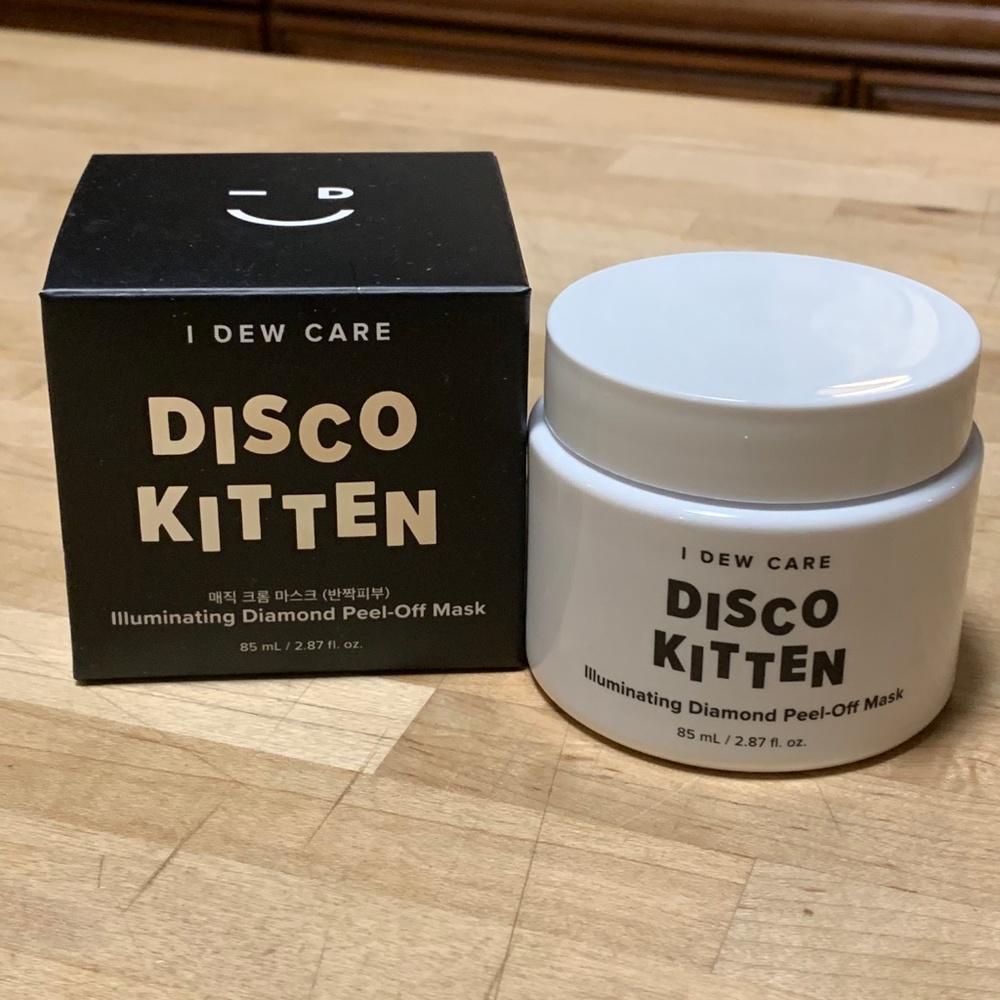 I DEW CARE
DISCO
KITTEN
매직 크롬 마스크 (반짝피부)
Illuminating Diamond Peel-Off Mask
85 mL / 2.87 fl. oz.
I DEW CARE
DISCO
KITTEN
Illuminating Diamond Peel-Off Mask
85 mL / 2.87 fl. oz.